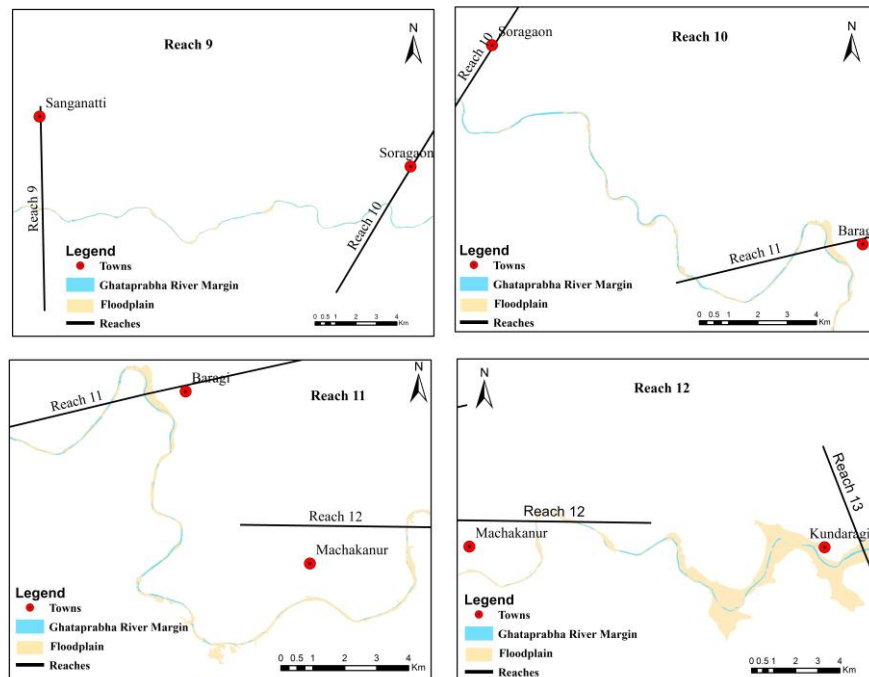 Reach 9
N
Sanganatti
Soragaon
Reach 9
Reach 10
Legend
Towns
Ghataprabha River Margin
Floodplain
Reaches
0 0.5 1 2 3 4
Km
Soragaon
Reach 10
Reach 10
N
Reach 11
Baragi
Legend
Towns
Ghataprabha River Margin
Floodplain
Reaches
0 0.5 1 2 3 4
Km
Baragi
Reach 11
Reach 11
N
Reach 12
Machakanur
Legend
Towns
Ghataprabha River Margin
Floodplain
Reaches
0 0.5 1 2 3 4
Km
N
Reach 12
Reach 12
Reach 13
Machakanur
Kundaragi
Legend
Towns
Ghataprabha River Margin
Floodplain
Reaches
0 0.5 1 2 3 4
Km